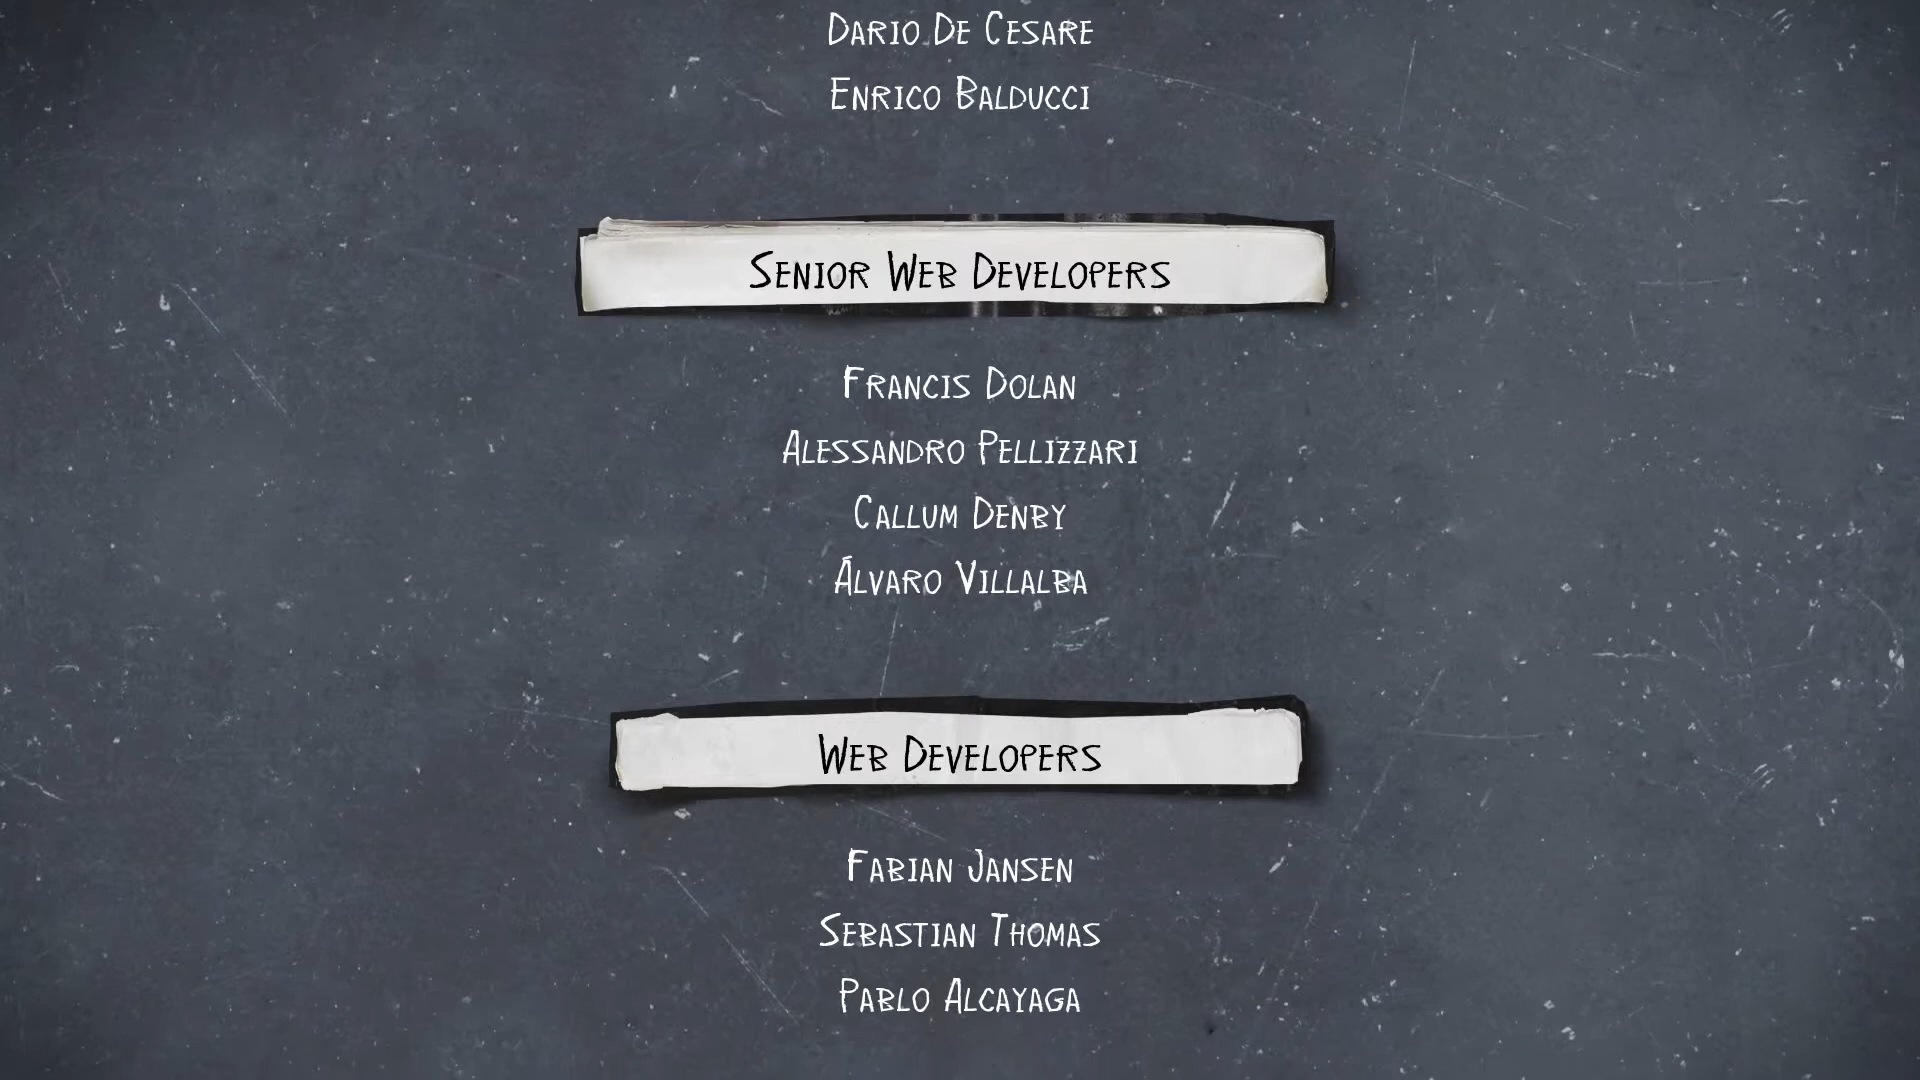 Dario De Cesare
Enrico Balducci
Senior Web Developers
Francis Dolan
Alessandro Pellizzari
Callum Denby
Álvaro Villalba
Web Developers
Fabian Jansen
Sebastian Thomas
Pablo Alcayaga